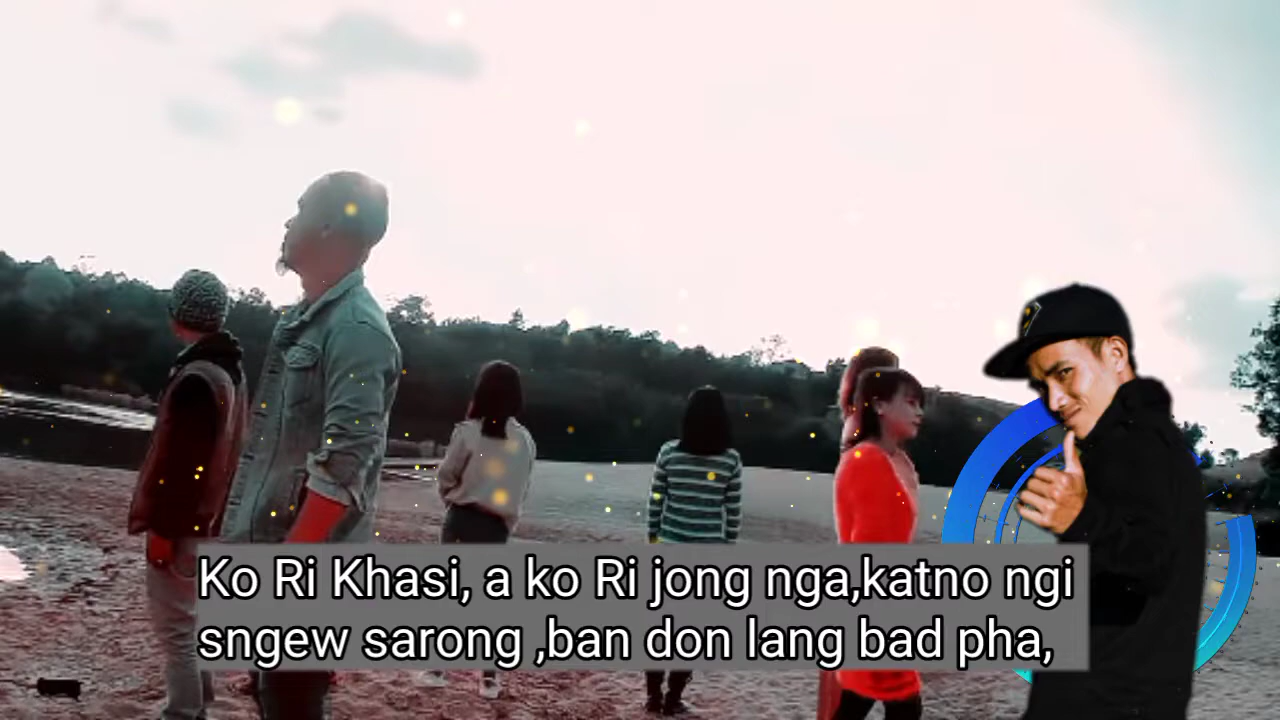 Ko Ri Khasi, a ko Ri jong nga,katno ngi
sngew sarong ,ban don lang bad pha,